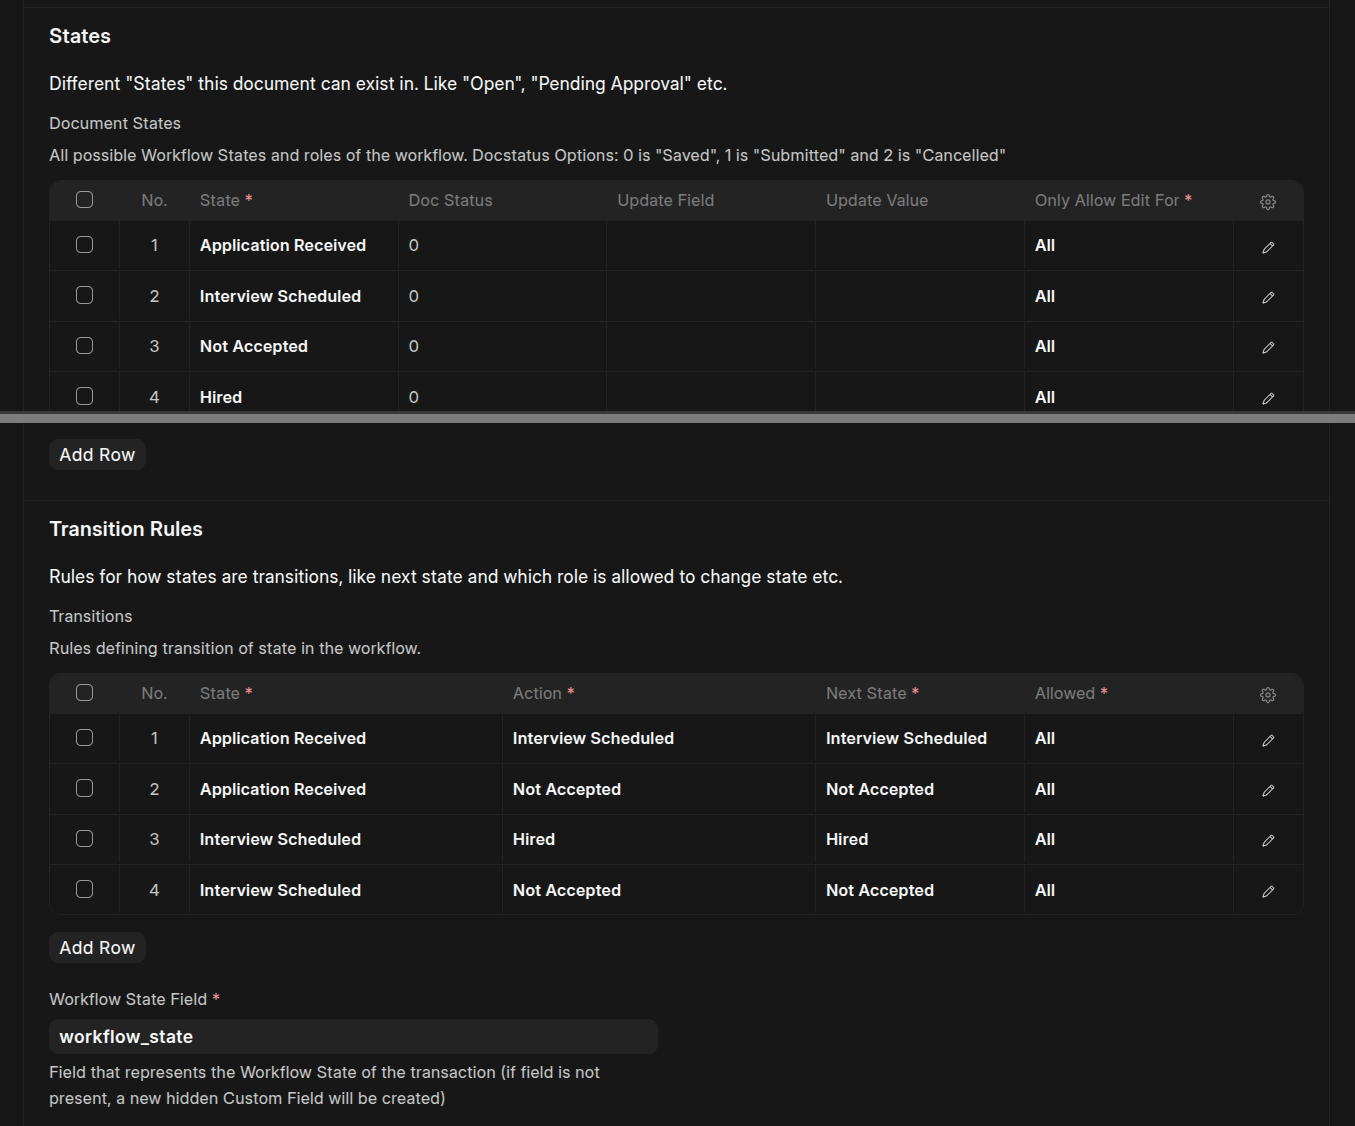 States
Different "States" this document can exist in. Like "Open", "Pending Approval" etc.
Document States
All possible Workflow States and roles of the workflow. Docstatus Options: 0 is "Saved", 1 is "Submitted" and 2 is "Cancelled"
No. State * Doc Status Update Field Update Value Only Allow Edit For *
1 Application Received 0 All
2 Interview Scheduled 0 All
3 Not Accepted 0 All
4 Hired 0 All
Add Row
Transition Rules
Rules for how states are transitions, like next state and which role is allowed to change state etc.
Transitions
Rules defining transition of state in the workflow.
No. State * Action * Next State * Allowed *
1 Application Received Interview Scheduled Interview Scheduled All
2 Application Received Not Accepted Not Accepted All
3 Interview Scheduled Hired Hired All
4 Interview Scheduled Not Accepted Not Accepted All
Add Row
Workflow State Field *
workflow_state
Field that represents the Workflow State of the transaction (if field is not
present, a new hidden Custom Field will be created)